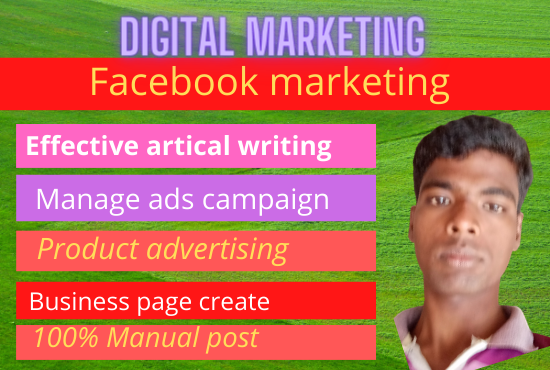 DIGITAL MARKETING
Facebook marketing
Effective artical writing
Manage ads campaign
Product advertising
Business page create
100% Manual post